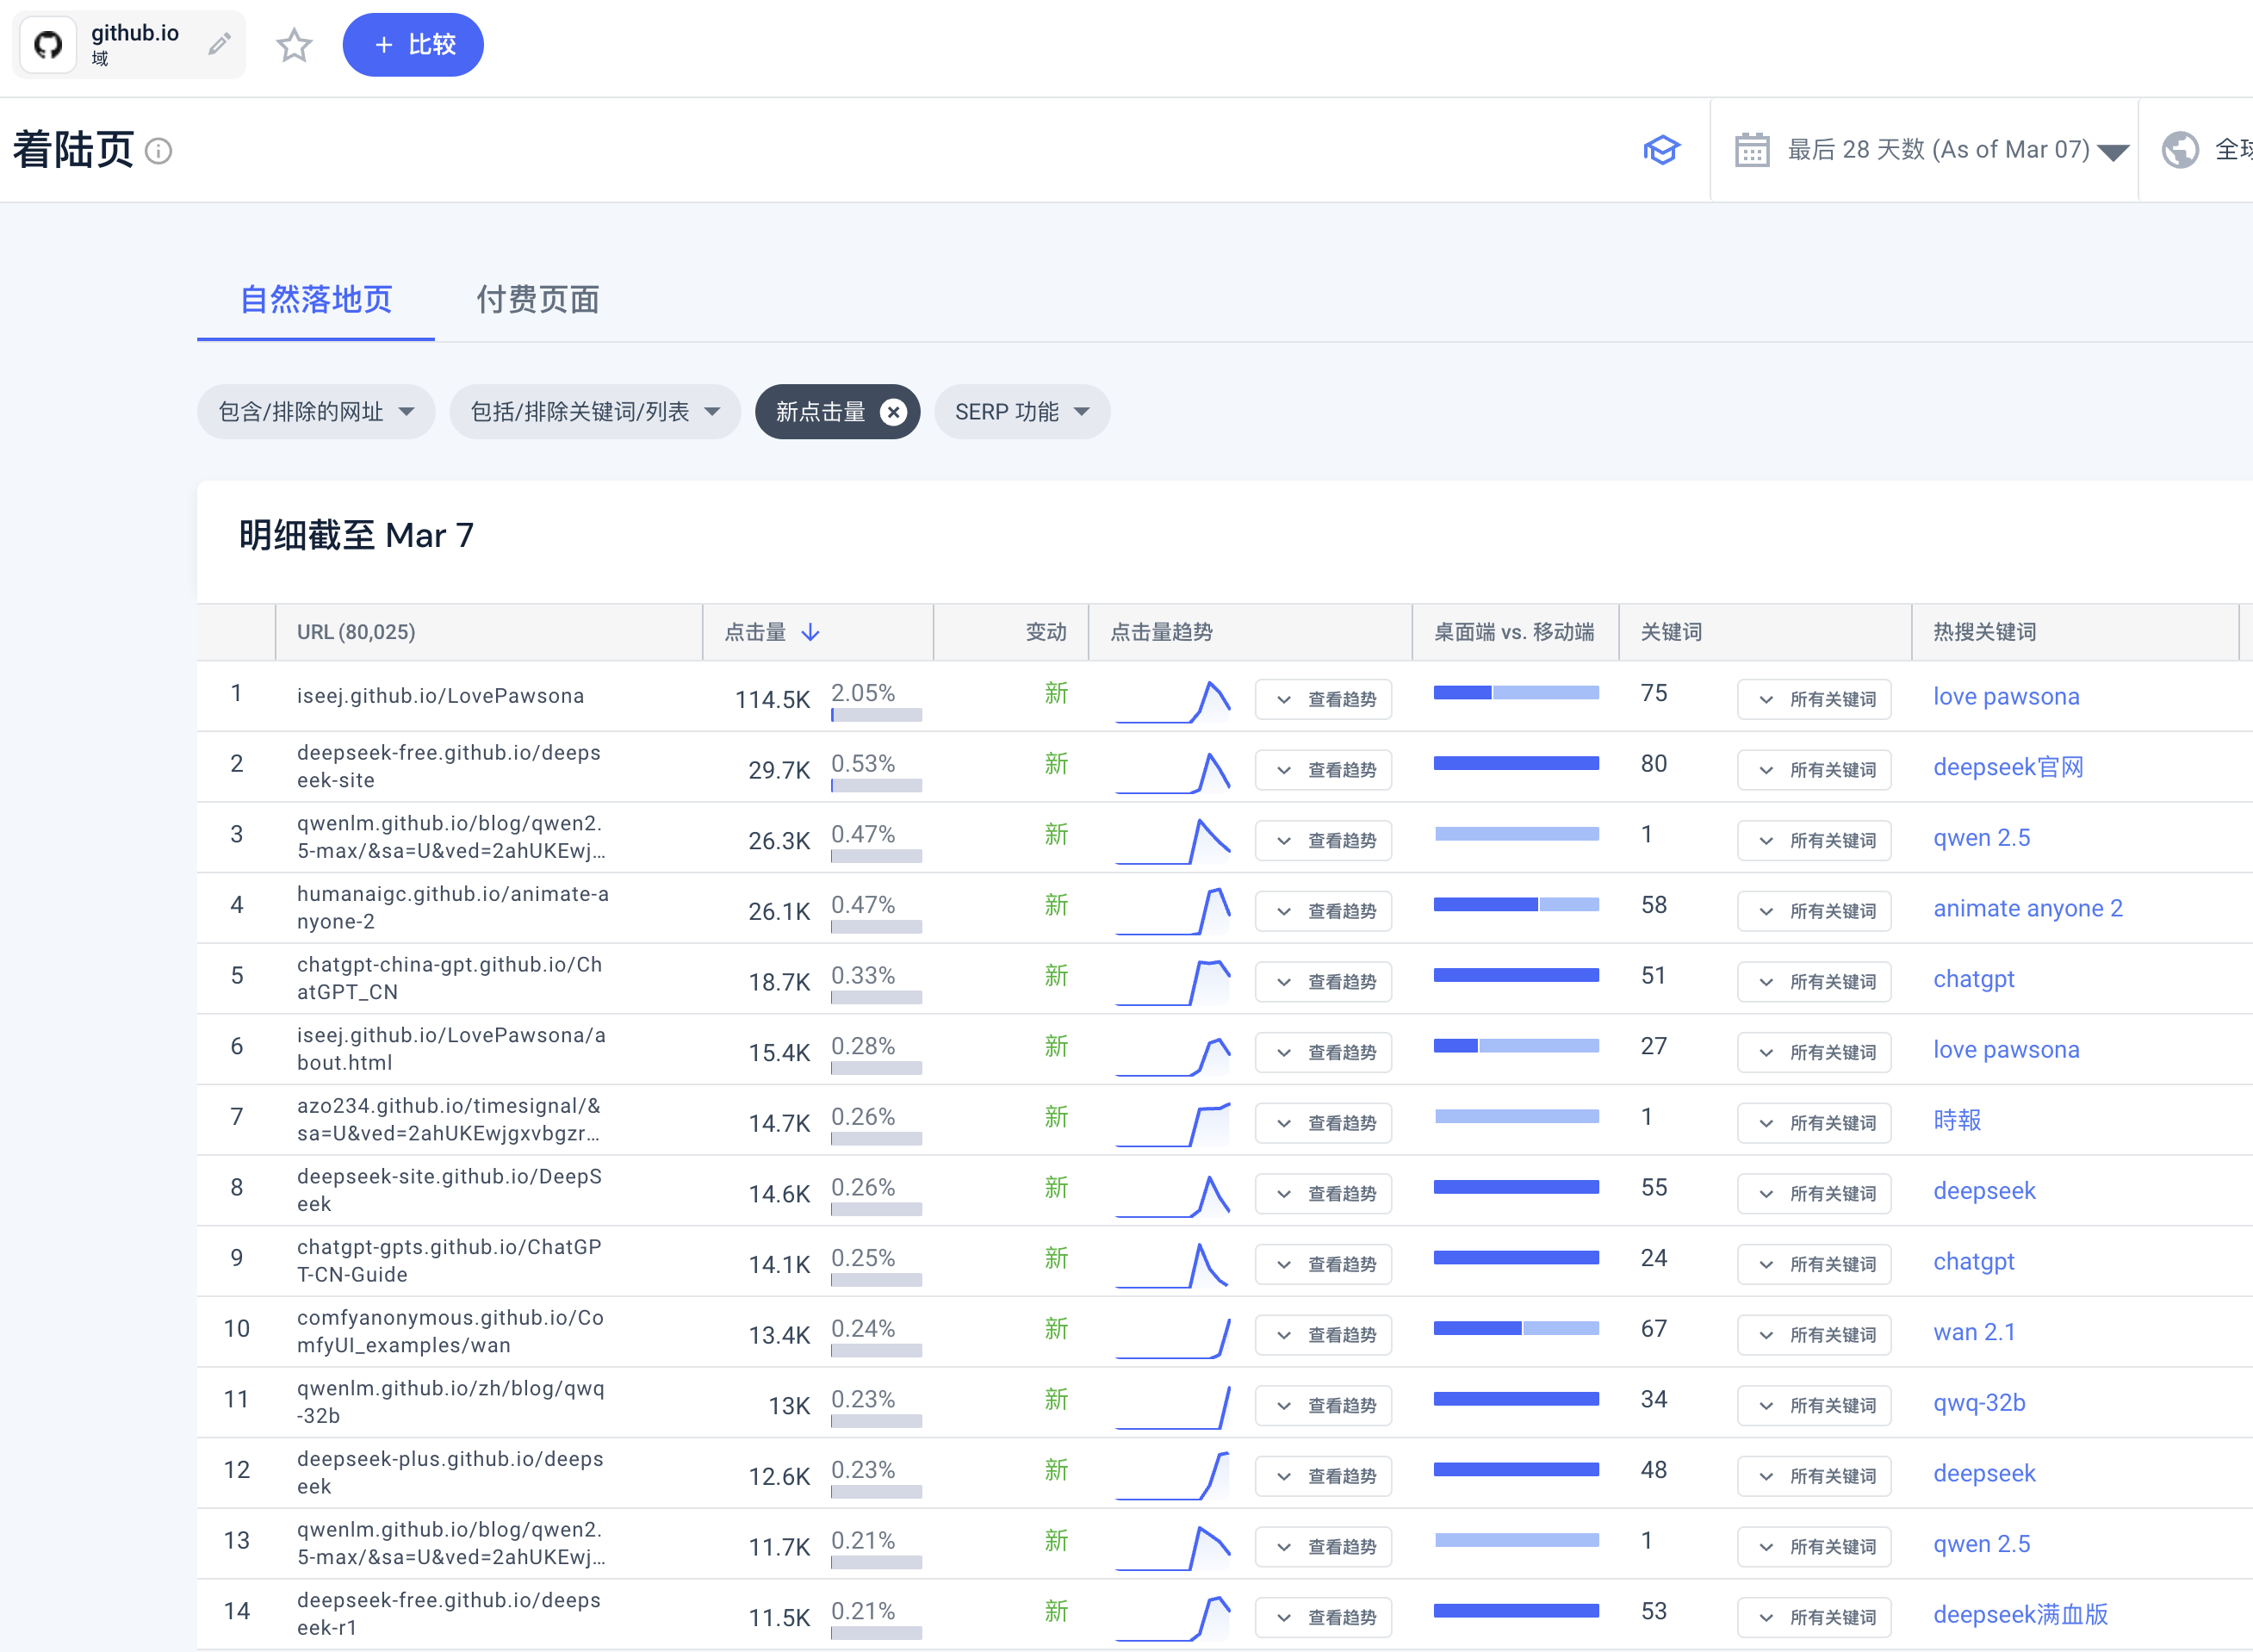 github.io
域
+ 比较
着陆页
最后 28 天数 (As of Mar 07)
全球
自然落地页
付费页面
包含/排除的网址
包括/排除关键词/列表
新点击量
SERP 功能
明细截至 Mar 7
URL (80,025) 点击量 变动 点击量趋势 桌面端 vs. 移动端 关键词 热搜关键词
1 iseej.github.io/LovePawsona 114.5K 2.05% 新 查看趋势 75 所有关键词 love pawsona
2 deepseek-free.github.io/deeps
eek-site 29.7K 0.53% 新 查看趋势 80 所有关键词 deepseek官网
3 qwenlm.github.io/blog/qwen2.
5-max/&sa=U&ved=2ahUKEwj... 26.3K 0.47% 新 查看趋势 1 所有关键词 qwen 2.5
4 humanaigc.github.io/animate-a
nyone-2 26.1K 0.47% 新 查看趋势 58 所有关键词 animate anyone 2
5 chatgpt-china-gpt.github.io/Ch
atGPT_CN 18.7K 0.33% 新 查看趋势 51 所有关键词 chatgpt
6 iseej.github.io/LovePawsona/a
bout.html 15.4K 0.28% 新 查看趋势 27 所有关键词 love pawsona
7 azo234.github.io/timesignal/&
sa=U&ved=2ahUKEwjgxvbgzr... 14.7K 0.26% 新 查看趋势 1 所有关键词 時報
8 deepseek-site.github.io/DeepS
eek 14.6K 0.26% 新 查看趋势 55 所有关键词 deepseek
9 chatgpt-gpts.github.io/ChatGP
T-CN-Guide 14.1K 0.25% 新 查看趋势 24 所有关键词 chatgpt
10 comfyanonymous.github.io/Co
mfyUI_examples/wan 13.4K 0.24% 新 查看趋势 67 所有关键词 wan 2.1
11 qwenlm.github.io/zh/blog/qwq
-32b 13K 0.23% 新 查看趋势 34 所有关键词 qwq-32b
12 deepseek-plus.github.io/deeps
eek 12.6K 0.23% 新 查看趋势 48 所有关键词 deepseek
13 qwenlm.github.io/blog/qwen2.
5-max/&sa=U&ved=2ahUKEwj... 11.7K 0.21% 新 查看趋势 1 所有关键词 qwen 2.5
14 deepseek-free.github.io/deeps
eek-r1 11.5K 0.21% 新 查看趋势 53 所有关键词 deepseek满血版